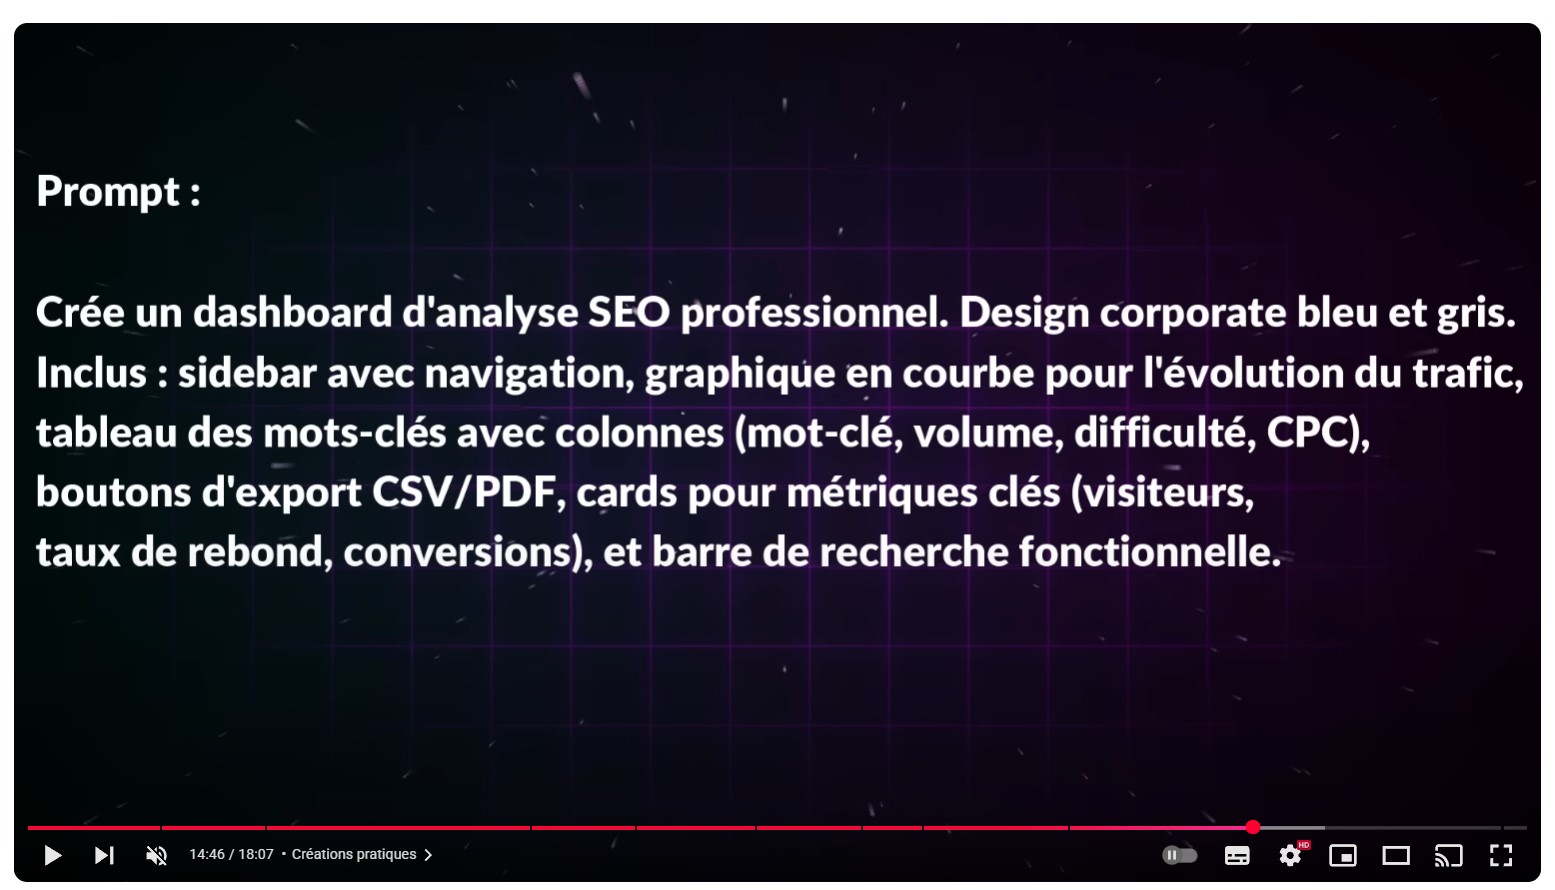 Prompt :
Crée un dashboard d'analyse SEO professionnel. Design corporate bleu et gris.
Inclus : sidebar avec navigation, graphique en courbe pour l'évolution du trafic,
tableau des mots-clés avec colonnes (mot-clé, volume, difficulté, CPC),
boutons d'export CSV/PDF, cards pour métriques clés (visiteurs,
taux de rebond, conversions), et barre de recherche fonctionnelle.
14:46 / 18:07 • Créations pratiques
HD